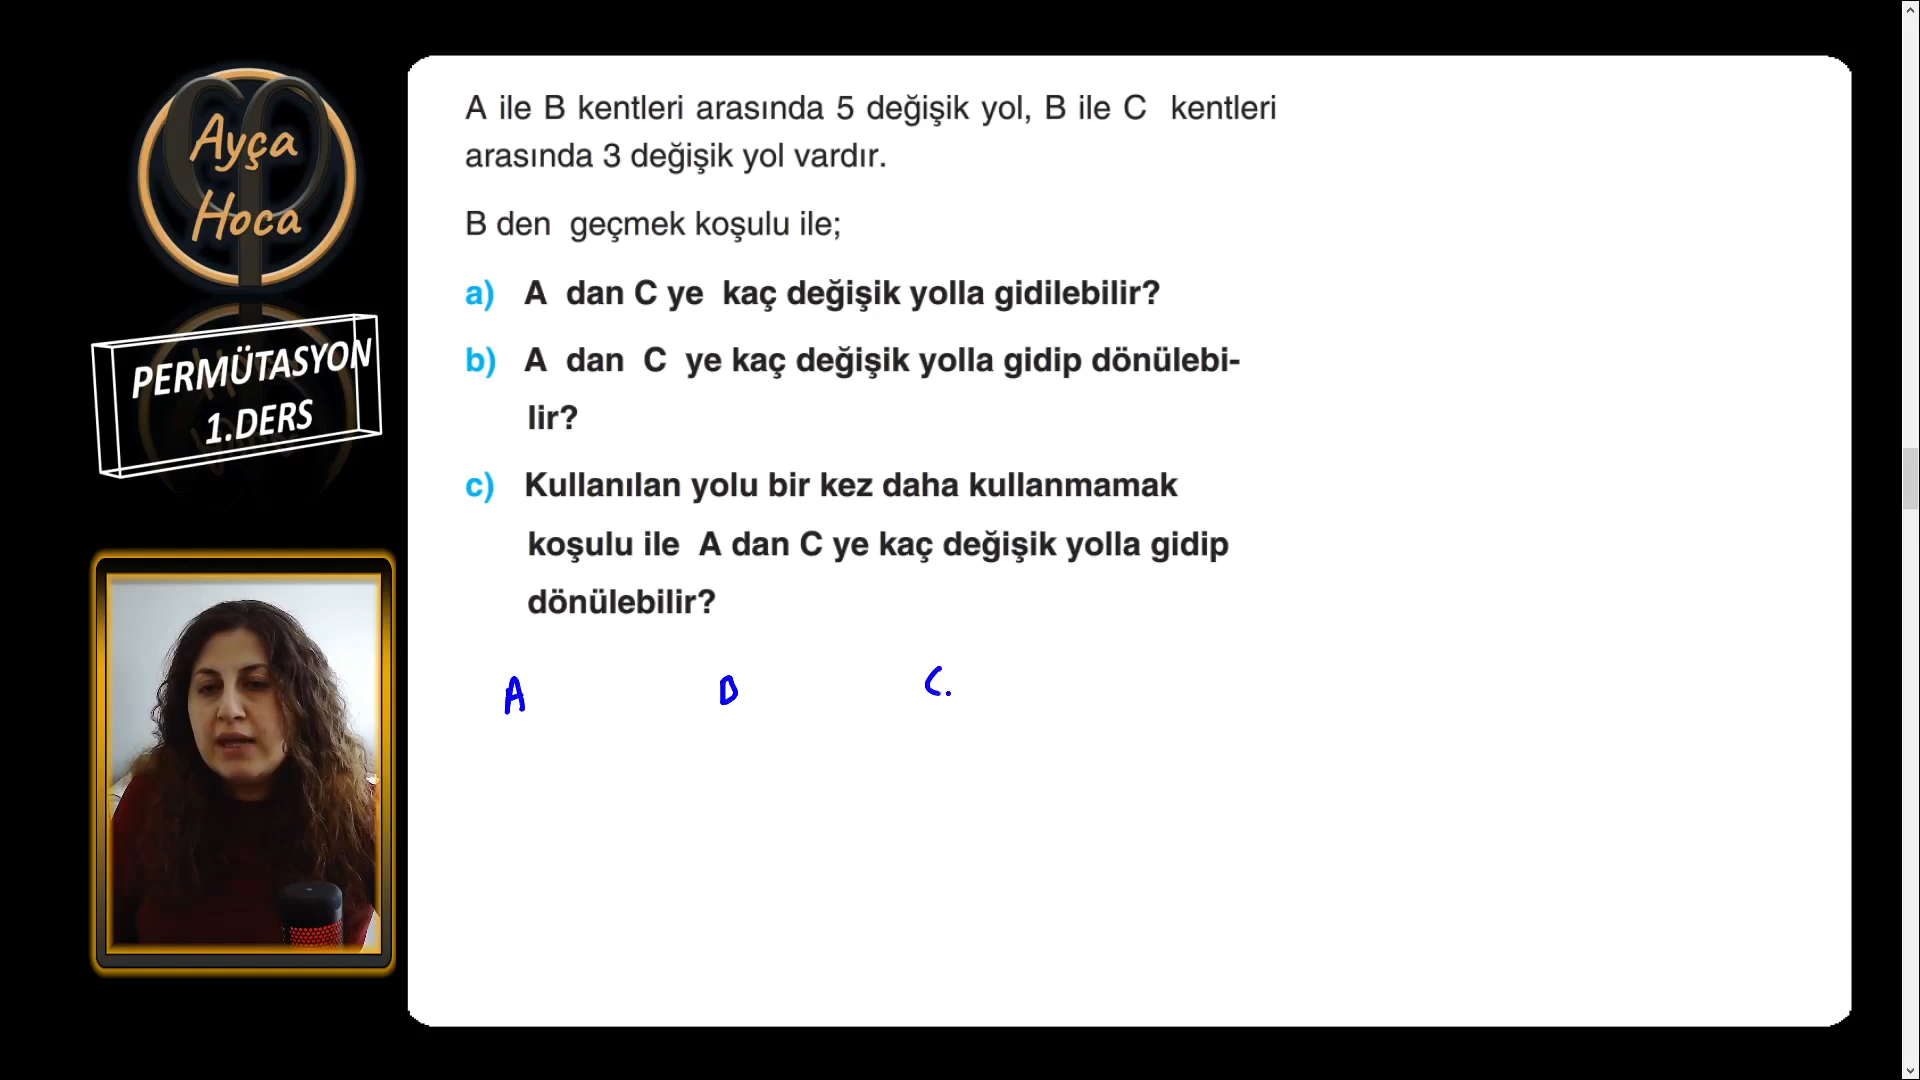 Ayça
Hoca
PERMÜTASYON
1.DERS
A ile B kentleri arasında 5 değişik yol, B ile C kentleri
arasında 3 değişik yol vardır.
B den geçmek koşulu ile;
a) A dan C ye kaç değişik yolla gidilebilir?
b) A dan C ye kaç değişik yolla gidip dönülebi-
lir?
c) Kullanılan yolu bir kez daha kullanmamak
koşulu ile A dan C ye kaç değişik yolla gidip
dönülebilir?
A B C.